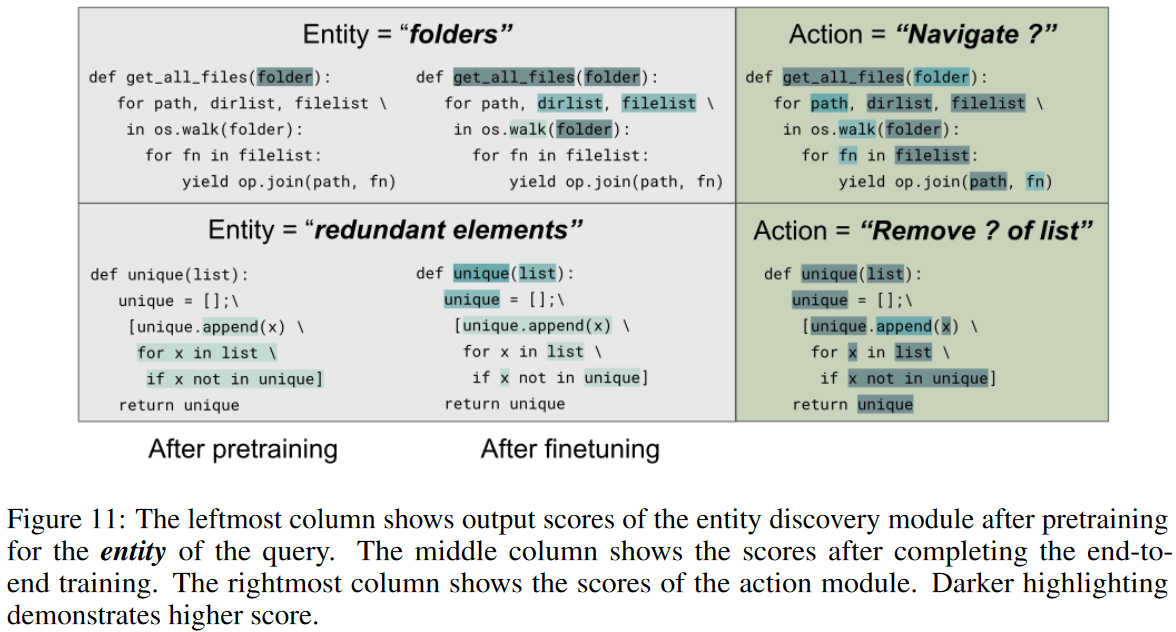 Entity = “folders”
def get_all_files(folder):
for path, dirlist, filelist \
in os.walk(folder):
for fn in filelist:
yield op.join(path, fn)
def get_all_files(folder):
for path, dirlist, filelist \
in os.walk(folder):
for fn in filelist:
yield op.join(path, fn)
Action = “Navigate ?”
def get_all_files(folder):
for path, dirlist, filelist \
in os.walk(folder):
for fn in filelist:
yield op.join(path, fn)
Entity = “redundant elements”
def unique(list):
unique = [];\
[unique.append(x) \
for x in list \
if x not in unique]
return unique
def unique(list):
unique = [];\
[unique.append(x) \
for x in list \
if x not in unique]
return unique
Action = “Remove ? of list”
def unique(list):
unique = [];\
[unique.append(x) \
for x in list \
if x not in unique]
return unique
After pretraining
After finetuning
Figure 11: The leftmost column shows output scores of the entity discovery module after pretraining
for the entity of the query. The middle column shows the scores after completing the end-to-
end training. The rightmost column shows the scores of the action module. Darker highlighting
demonstrates higher score.